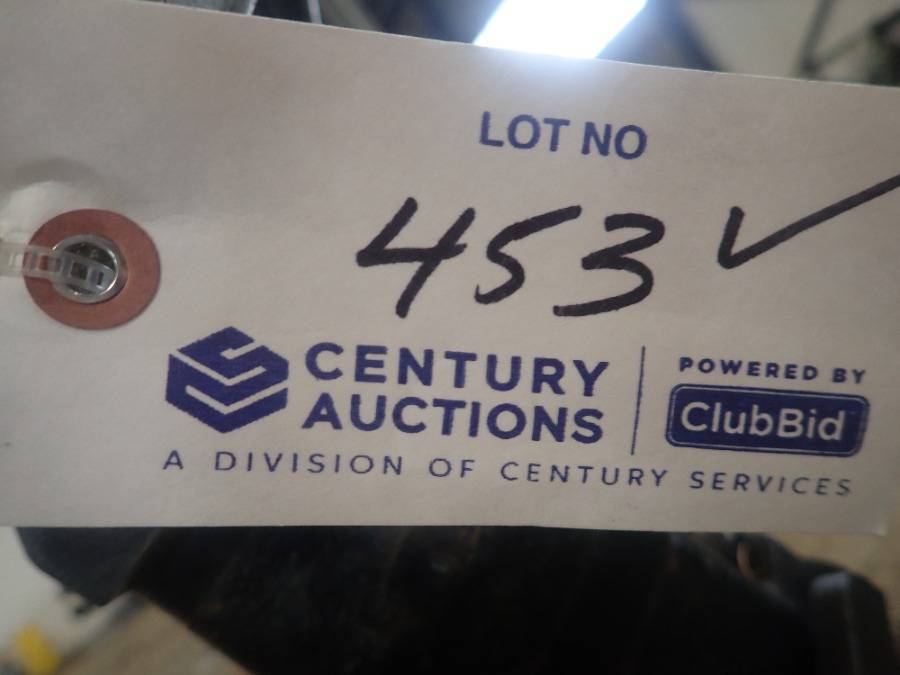 LOT NO
453 ✓
CENTURY
AUCTIONS
A DIVISION OF CENTURY SERVICES
POWERED BY
ClubBid